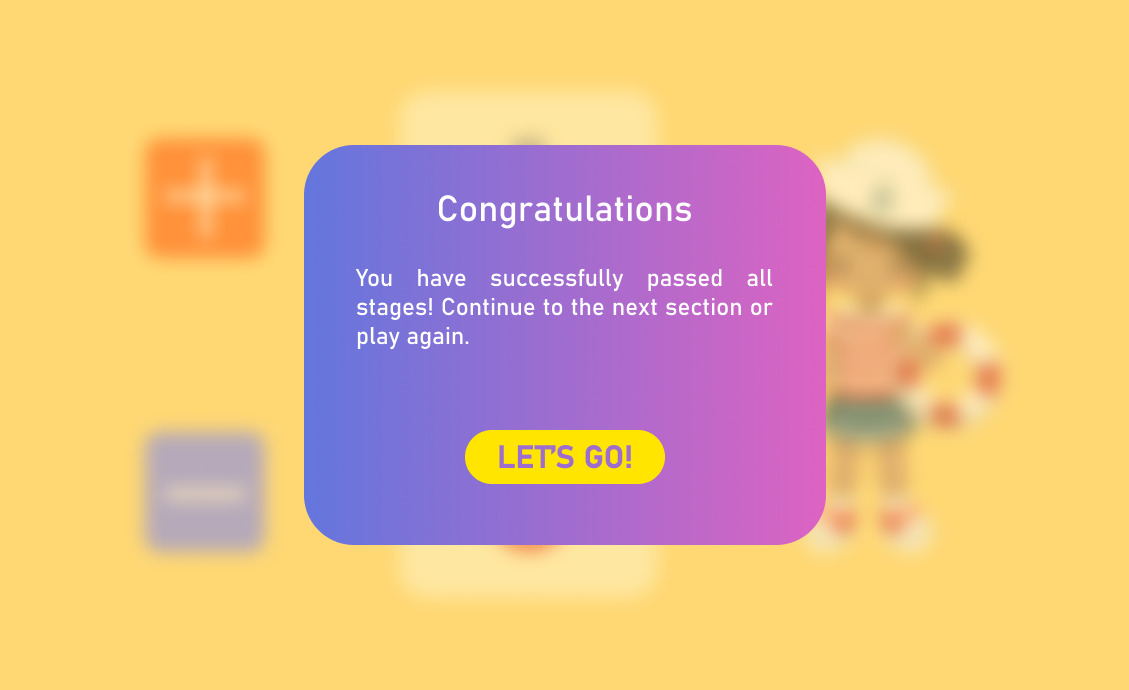 Congratulations
You have successfully passed all
stages! Continue to the next section or
play again.
LET'S GO!